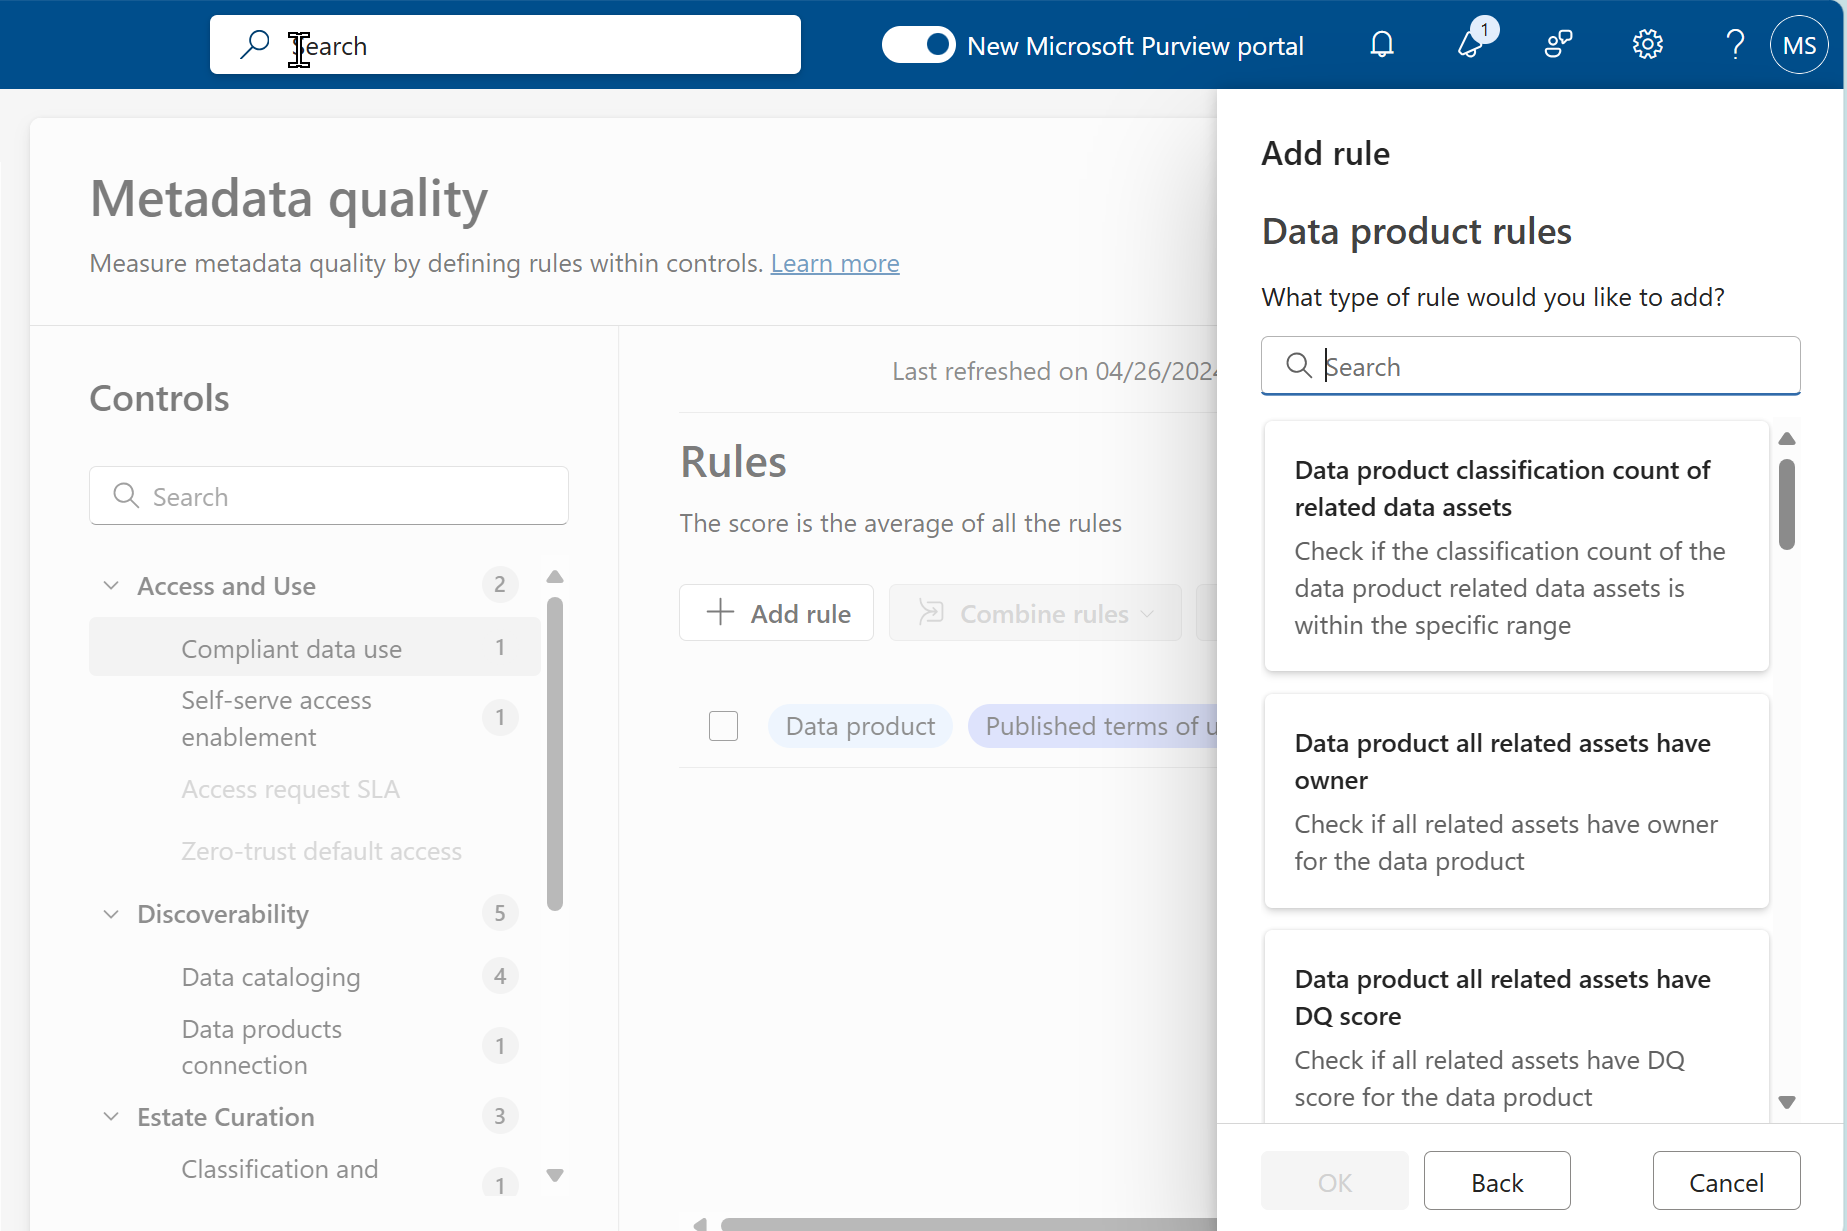 Search
New Microsoft Purview portal
1
MS
Metadata quality
Measure metadata quality by defining rules within controls. Learn more
Controls
Search
Access and Use 2
Compliant data use 1
Self-serve access
enablement
1
Access request SLA
Zero-trust default access
Discoverability 5
Data cataloging 4
Data products
connection
1
Estate Curation 3
Classification and
1
Last refreshed on 04/26/2024
Rules
The score is the average of all the rules
Add rule
Combine rules
Data product
Published terms of u
Add rule
Data product rules
What type of rule would you like to add?
Search
Data product classification count of
related data assets
Check if the classification count of the
data product related data assets is
within the specific range
Data product all related assets have
owner
Check if all related assets have owner
for the data product
Data product all related assets have
DQ score
Check if all related assets have DQ
score for the data product
OK
Back
Cancel